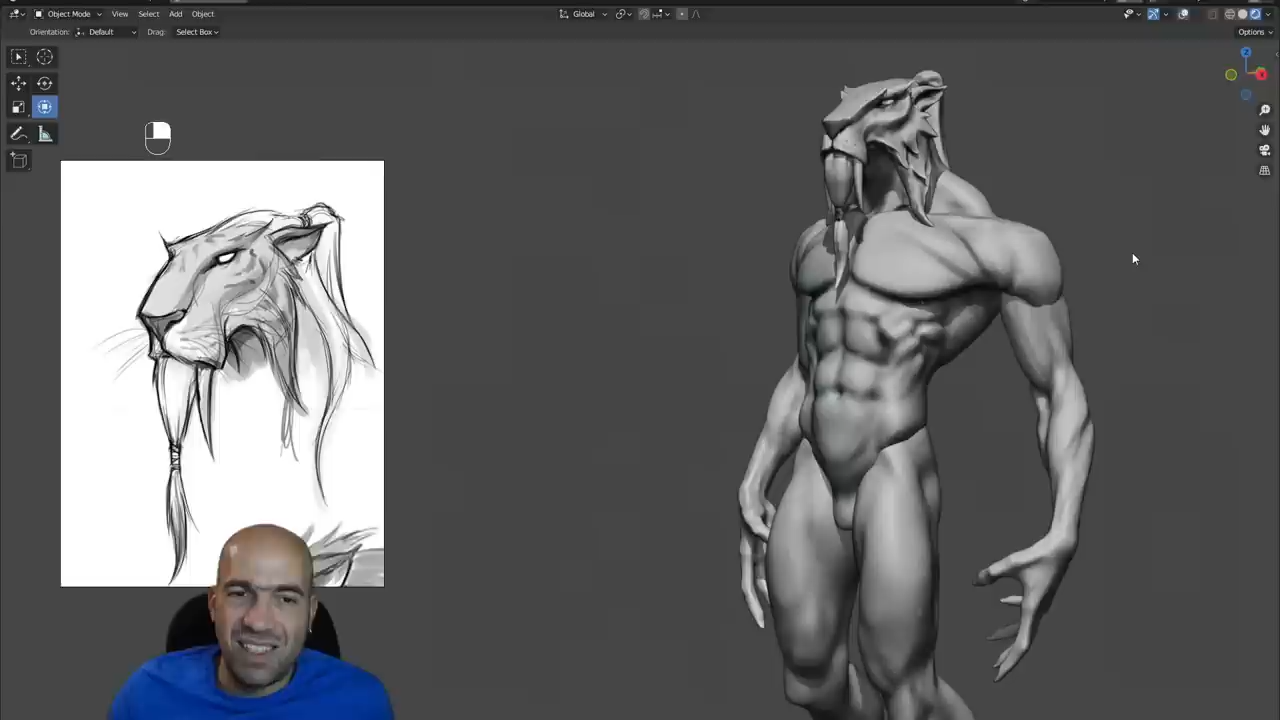 Object Mode View Select Add Object Global
Orientation: Default Drag: Select Box Options
Z
X